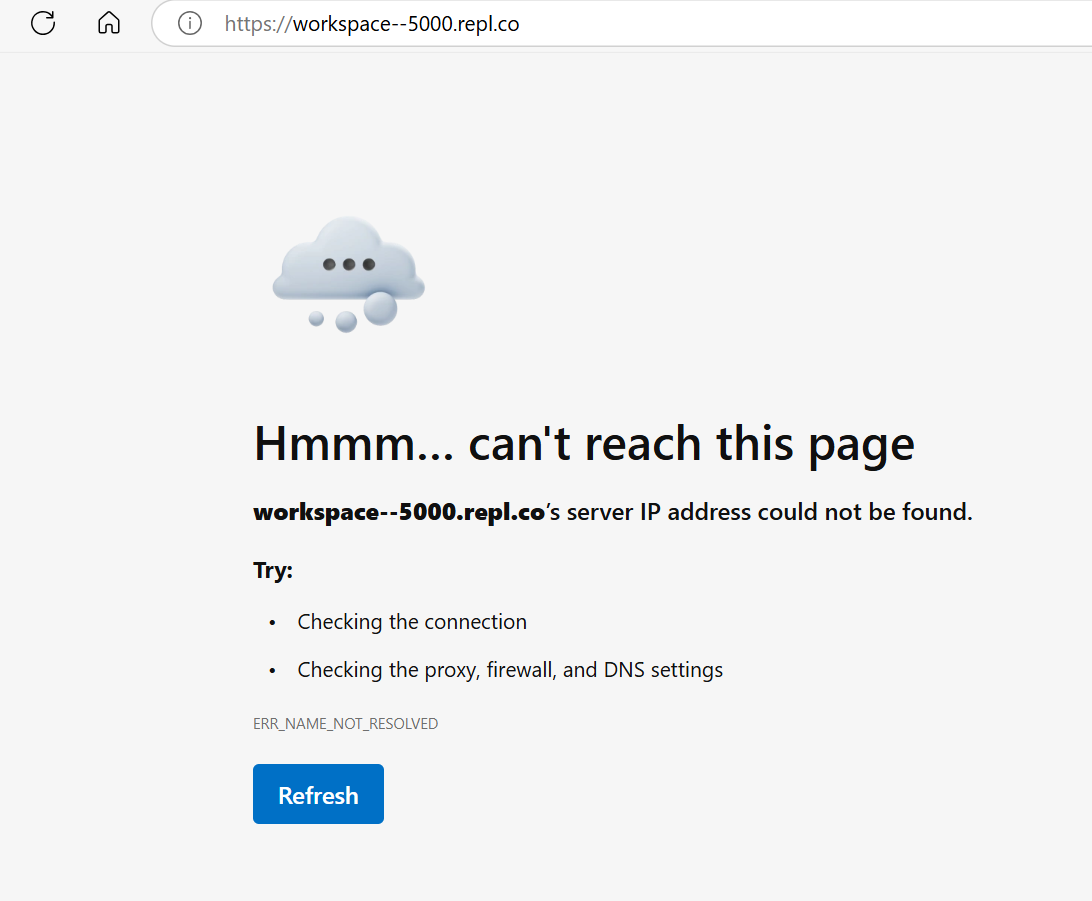 https://workspace--5000.repl.co
Hmmm... can't reach this page
workspace--5000.repl.co's server IP address could not be found.
Try:
• Checking the connection
• Checking the proxy, firewall, and DNS settings
ERR_NAME_NOT_RESOLVED
Refresh